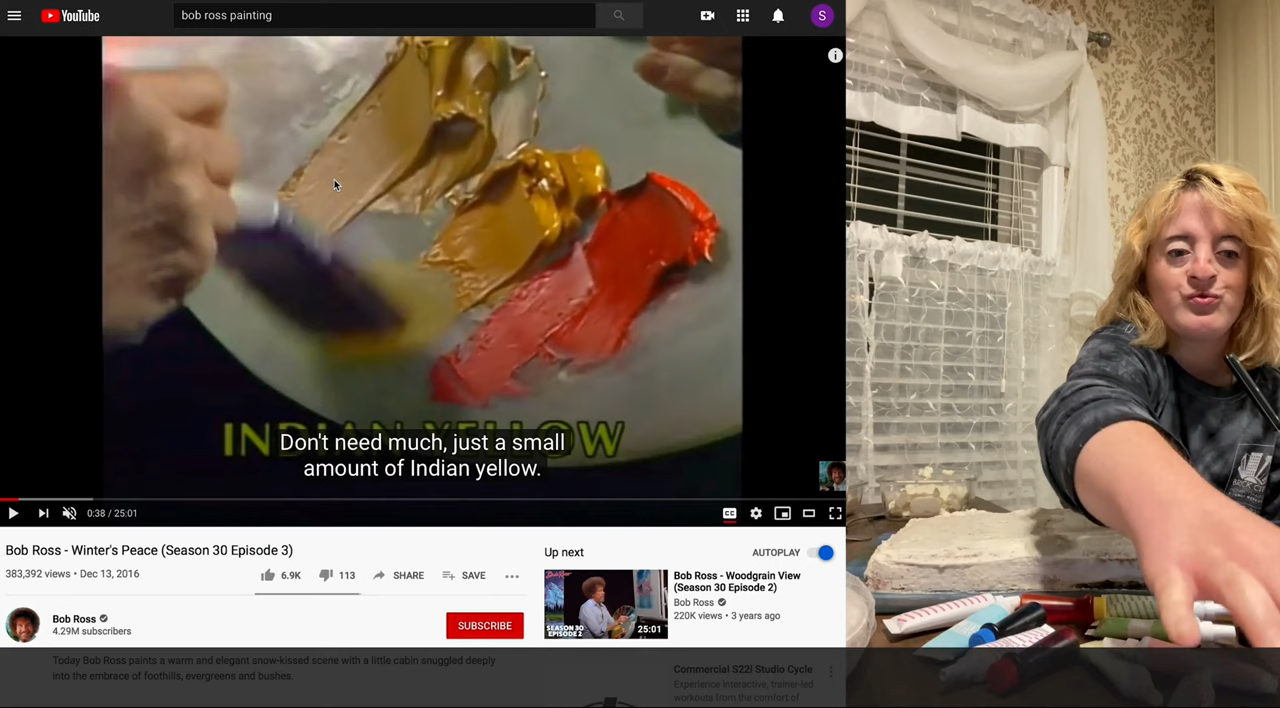 YouTube
bob ross painting
S
INDIAN YELLOW
Don't need much, just a small
amount of Indian yellow.
0:38 / 25:01
CC
Bob Ross - Winter's Peace (Season 30 Episode 3)
383,392 views • Dec 13, 2016
6.9K
113
SHARE
SAVE
Bob Ross
4.29M subscribers
SUBSCRIBE
Today Bob Ross paints a warm and elegant snow-kissed scene with a little cabin snuggled deeply
into the embrace of foothills, evergreens and bushes.
Up next
AUTOPLAY
SEASON 30
EPISODE 2
25:01
Bob Ross - Woodgrain View
(Season 30 Episode 2)
Bob Ross
220K views • 3 years ago
Commercial S22i Studio Cycle
Experience interactive, trainer-led
workouts from the comfort of